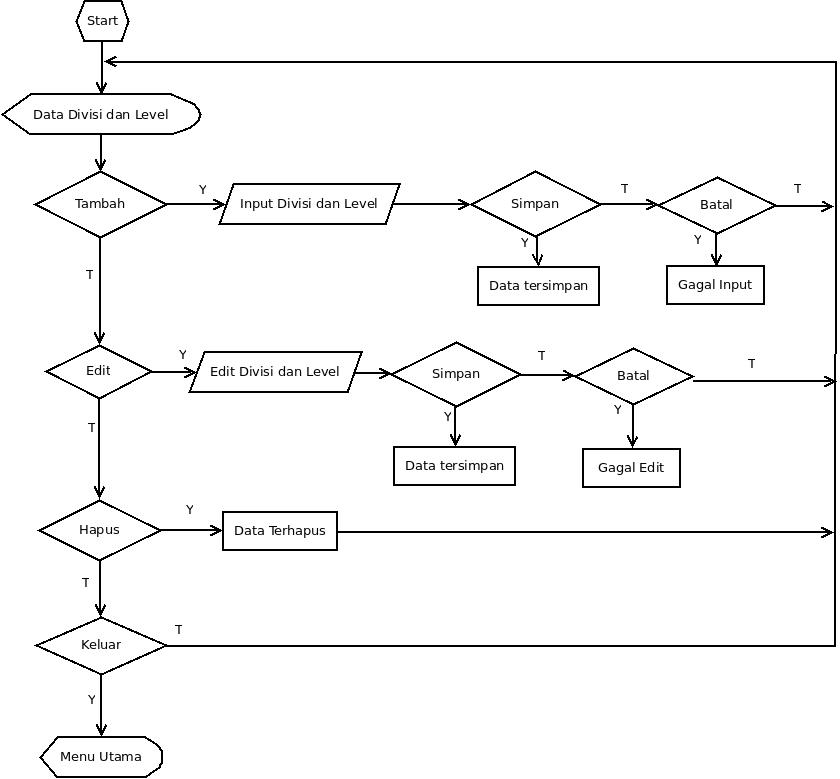 Start
Data Divisi dan Level
Tambah
Y
Input Divisi dan Level
Simpan
T
Batal
T
Y
Data tersimpan
Y
Gagal Input
T
Edit
Y
Edit Divisi dan Level
Simpan
T
Batal
T
Y
Data tersimpan
Y
Gagal Edit
T
Hapus
Y
Data Terhapus
T
Keluar
T
Y
Menu Utama